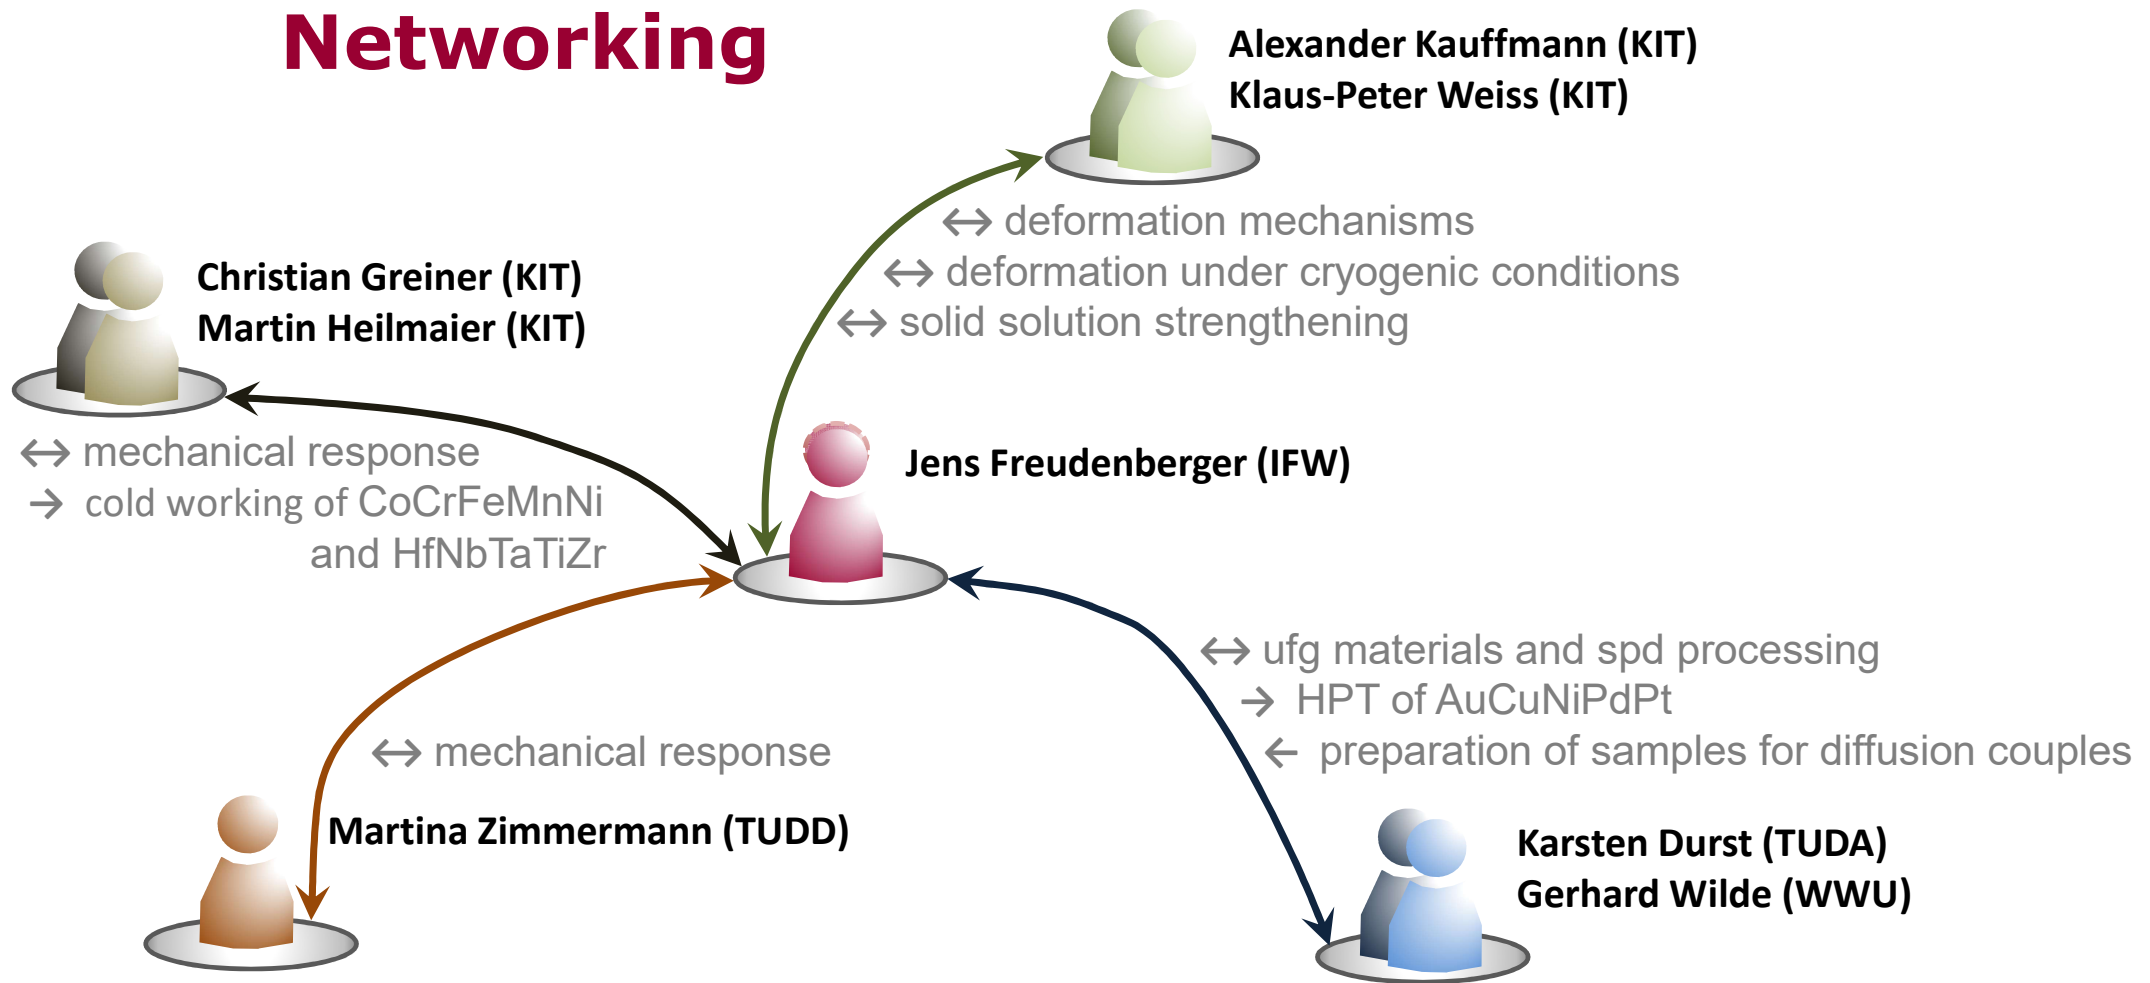 Networking
Alexander Kauffmann (KIT)
Klaus-Peter Weiss (KIT)
↔ deformation mechanisms
↔ deformation under cryogenic conditions
↔ solid solution strengthening
Christian Greiner (KIT)
Martin Heilmaier (KIT)
↔ mechanical response
→ cold working of CoCrFeMnNi
and HfNbTaTiZr
Jens Freudenberger (IFW)
↔ ufg materials and spd processing
→ HPT of AuCuNiPdPt
← preparation of samples for diffusion couples
↔ mechanical response
Martina Zimmermann (TUDD)
Karsten Durst (TUDA)
Gerhard Wilde (WWU)